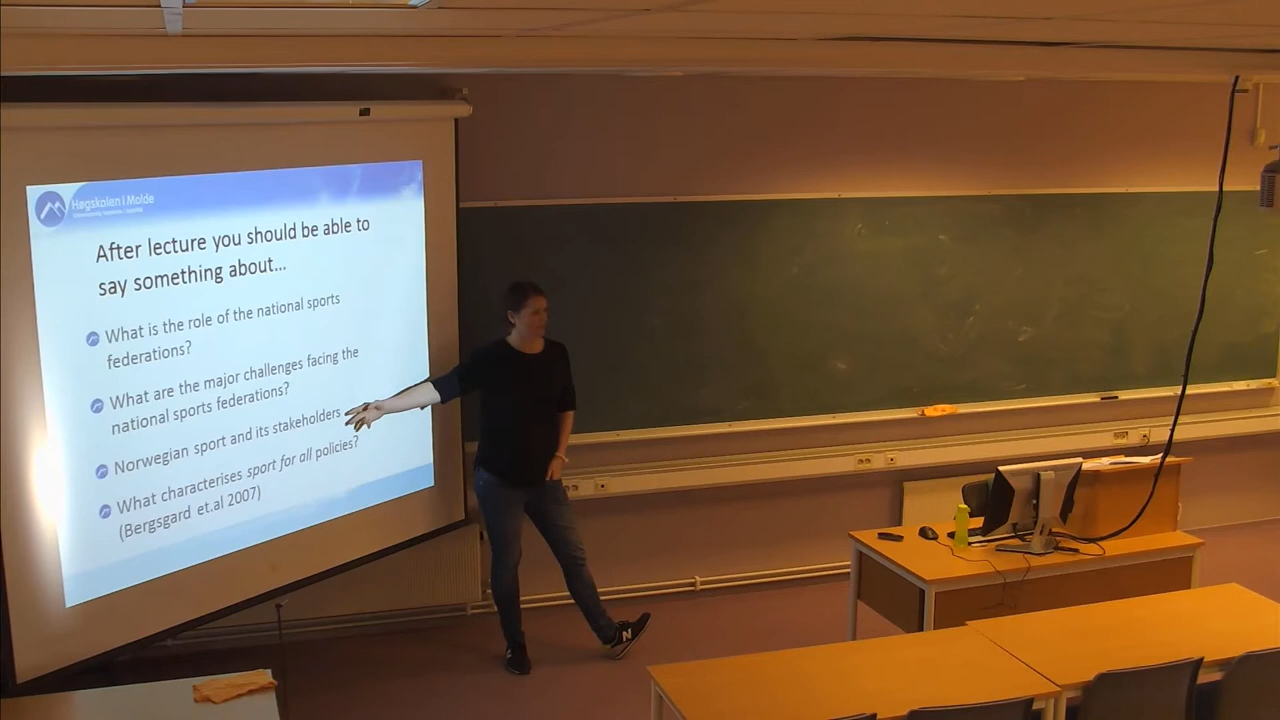 Høgskolen i Molde
After lecture you should be able to
say something about...
What is the role of the national sports
federations?
What are the major challenges facing the
national sports federations?
Norwegian sport and its stakeholders
What characterises sport for all policies?
(Bergsgard et.al 2007)
N